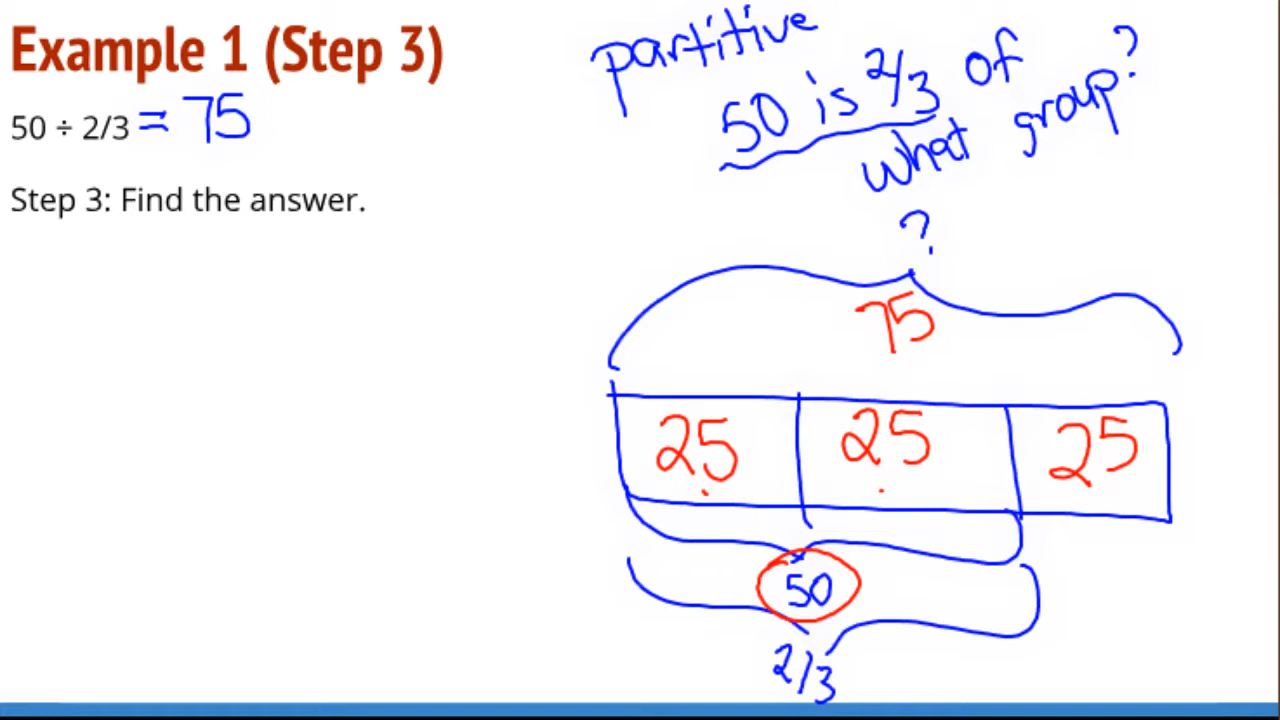 Example 1 (Step 3)
50 ÷ 2/3 = 75
Step 3: Find the answer.
partitive
50 is 2/3 of
what group?
?
75
25 25 25
50
2/3